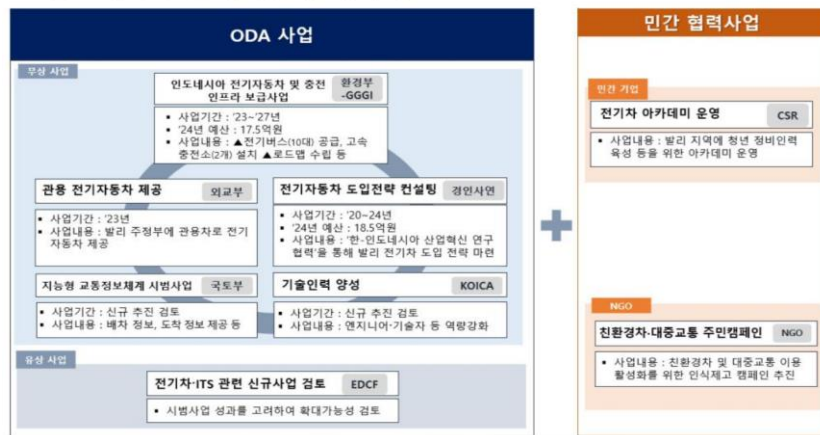 ODA 사업
무상 사업
인도네시아 전기자동차 및 충전
인프라 보급사업
환경부
-GGGI
▪ 사업기간 : '23~'27년
▪ '24년 예산 : 17.5억원
▪ 사업내용 : ▲전기버스(10대) 공급, 고속
충전소(2개) 설치 ▲로드맵 수립 등
관용 전기자동차 제공
외교부
▪ 사업기간 : '23년
▪ 사업내용 : 발리 주정부에 관용차로 전기
자동차 제공
전기자동차 도입전략 컨설팅
경인사연
▪ 사업기간 : '20~24년
▪ '24년 예산 : 18.5억원
▪ 사업내용 : '한-인도네시아 산업혁신 연구
협력'을 통해 발리 전기차 도입 전략 마련
지능형 교통정보체계 시범사업
국토부
▪ 사업기간 : 신규 추진 검토
▪ 사업내용 : 배차 정보, 도착 정보 제공 등
기술인력 양성
KOICA
▪ 사업기간 : 신규 추진 검토
▪ 사업내용 : 엔지니어·기술자 등 역량강화
유상 사업
전기차·ITS 관련 신규사업 검토
EDCF
▪ 시범사업 성과를 고려하여 확대가능성 검토
민간 협력사업
민간 기업
전기차 아카데미 운영
CSR
▪ 사업내용 : 발리 지역에 청년 정비인력
육성 등을 위한 아카데미 운영
NGO
친환경차·대중교통 주민캠페인
NGO
▪ 사업내용 : 친환경차 및 대중교통 이용
활성화를 위한 인식제고 캠페인 추진